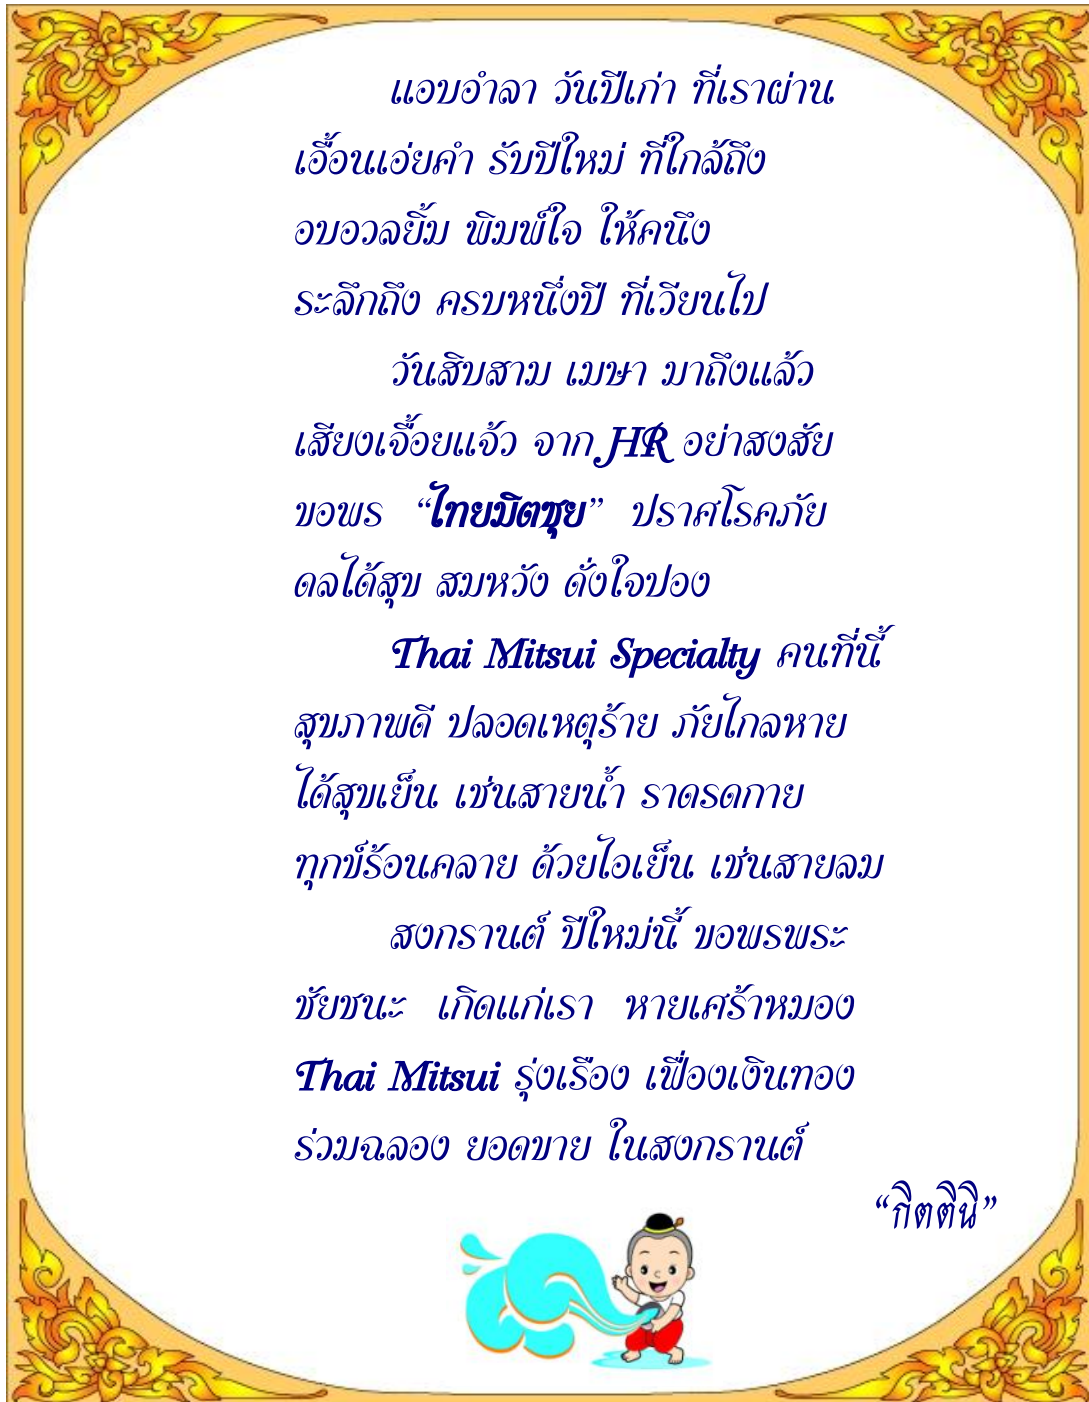 แอบอำลา วันปีเก่า ที่เราผ่าน
เอื้อนเอ่ยคำ รับปีใหม่ ที่ใกล้ถึง
อบอวลยิ้ม พิมพ์ใจ ให้คนึง
ระลึกถึง ครบหนึ่งปี ที่เวียนไป
วันสิบสาม เมษา มาถึงแล้ว
เสียงเจื้อยแจ้ว จาก HR อย่าสงสัย
ขอพร “ไทยมิตซุย” ปราศโรคภัย
ดลได้สุข สมหวัง ดั่งใจปอง
Thai Mitsui Specialty คนที่นี้
สุขภาพดี ปลอดเหตุร้าย ภัยไกลหาย
ได้สุขเย็น เช่นสายน้ำ ราดรดกาย
ทุกข์ร้อนคลาย ด้วยไอเย็น เช่นสายลม
สงกรานต์ ปีใหม่นี้ ขอพรพระ
ชัยชนะ เกิดแก่เรา หายเศร้าหมอง
Thai Mitsui รุ่งเรือง เฟื่องเงินทอง
ร่วมฉลอง ยอดขาย ในสงกรานต์
“กิตตินิ”